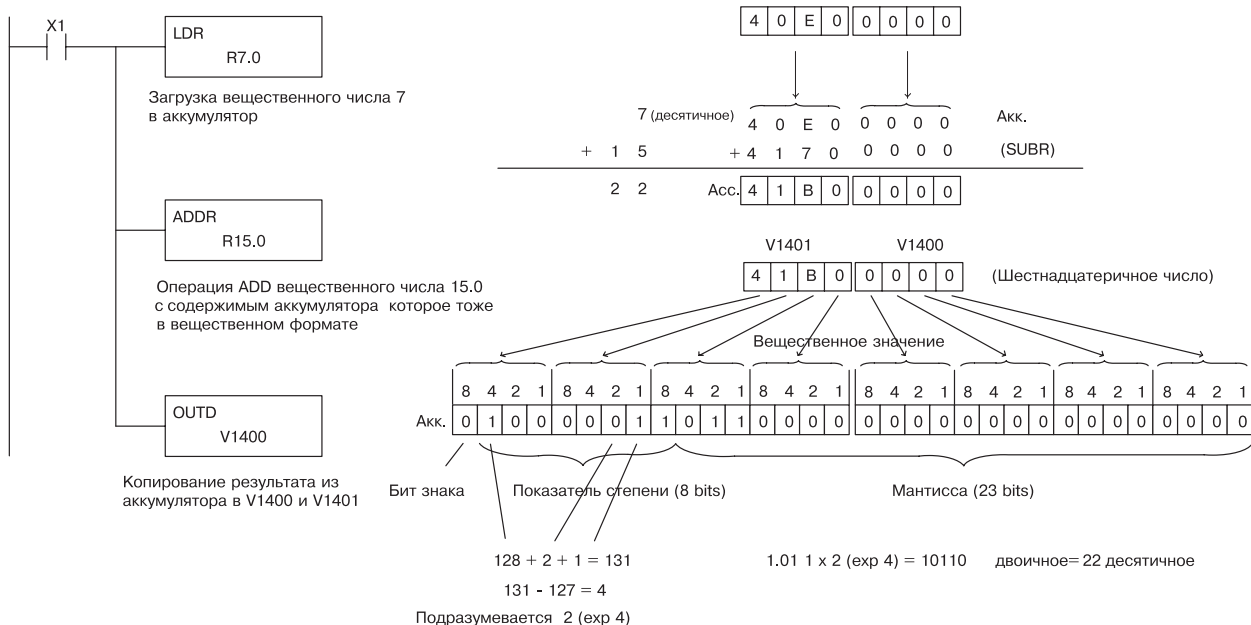 X1
LDR
R7.0
Загрузка вещественного числа 7
в аккумулятор
ADDR
R15.0
Операция ADD вещественного числа 15.0
с содержимым аккумулятора которое тоже
в вещественном формате
OUTD
V1400
Копирование результата из
аккумулятора в V1400 и V1401
4 0 E 0 0 0 0 0
7 (десятичное) 4 0 E 0 0 0 0 0 Акк.
+ 1 5 + 4 1 7 0 0 0 0 0 (SUBR)
2 2 Acc. 4 1 B 0 0 0 0 0
V1401 V1400
4 1 B 0 0 0 0 0 (Шестнадцатеричное число)
Вещественное значение
8 4 2 1 8 4 2 1 8 4 2 1 8 4 2 1 8 4 2 1 8 4 2 1 8 4 2 1 8 4 2 1
Акк. 0 1 0 0 0 0 0 1 1 0 1 1 0 0 0 0 0 0 0 0 0 0 0 0 0 0 0 0 0 0 0 0
Бит знака Показатель степени (8 bits) Мантисса (23 bits)
128 + 2 + 1 = 131 1.01 1 x 2 (exp 4) = 10110 двоичное= 22 десятичное
131 - 127 = 4
Подразумевается 2 (exp 4)